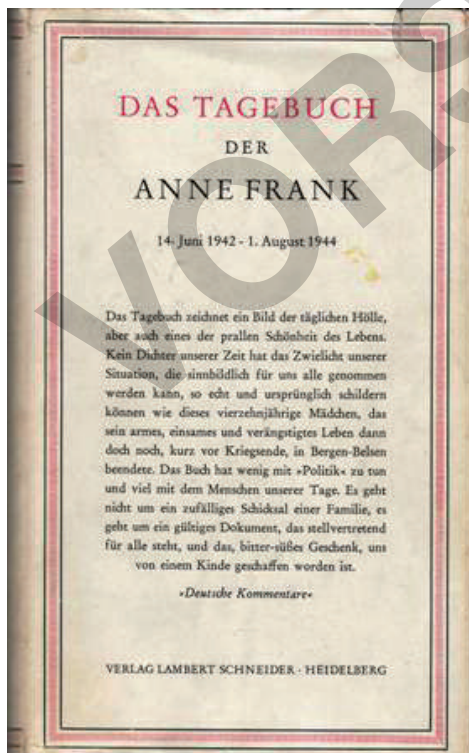 DAS TAGEBUCH
DER
ANNE FRANK
14. Juni 1942 - 1. August 1944
Das Tagebuch zeichnet ein Bild der täglichen Hölle,
aber auch eines der prallen Schönheit des Lebens.
Kein Dichter unserer Zeit hat das Zwielicht unserer
Situation, die sinnbildlich für uns alle genommen
werden kann, so echt und ursprünglich schildern
können wie dieses vierzehnjährige Mädchen, das
sein armes, einsames und verängstigtes Leben dann
doch noch, kurz vor Kriegsende, in Bergen-Belsen
beendete. Das Buch hat wenig mit »Politik« zu tun
und viel mit dem Menschen unserer Tage. Es geht
nicht um ein zufälliges Schicksal einer Familie, es
geht um ein gültiges Dokument, das stellvertretend
für alle steht, und das, bitter-süßes Geschenk, uns
von einem Kinde geschaffen worden ist.
»Deutsche Kommentare«
VERLAG LAMBERT SCHNEIDER · HEIDELBERG
VORS